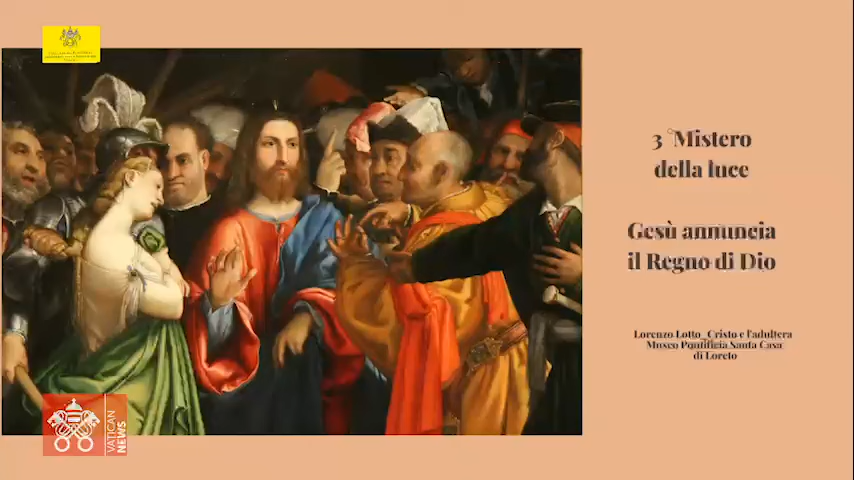 3° Mistero
della luce
Gesù annuncia
il Regno di Dio
Lorenzo Lotto_Cristo e l'adultera
Museo Pontificia Santa Casa
di Loreto
VATICAN
NEWS